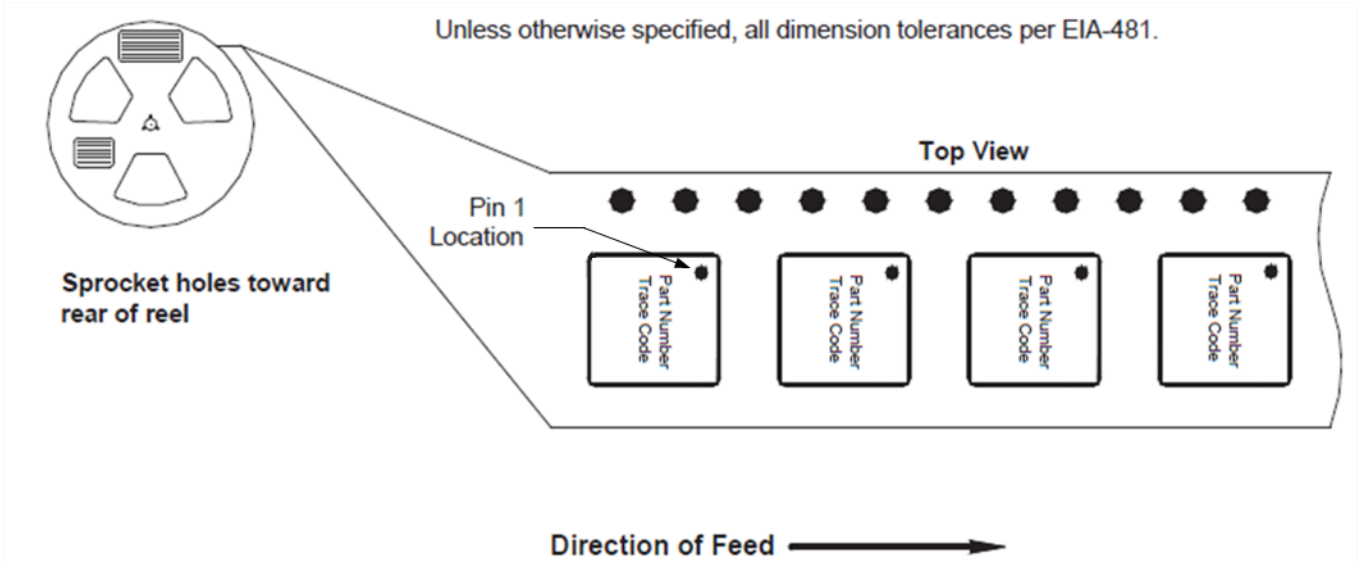 Unless otherwise specified, all dimension tolerances per EIA-481.
Top View
Pin 1
Location
Sprocket holes toward
rear of reel
Part Number
Trace Code
Part Number
Trace Code
Part Number
Trace Code
Part Number
Trace Code
Direction of Feed